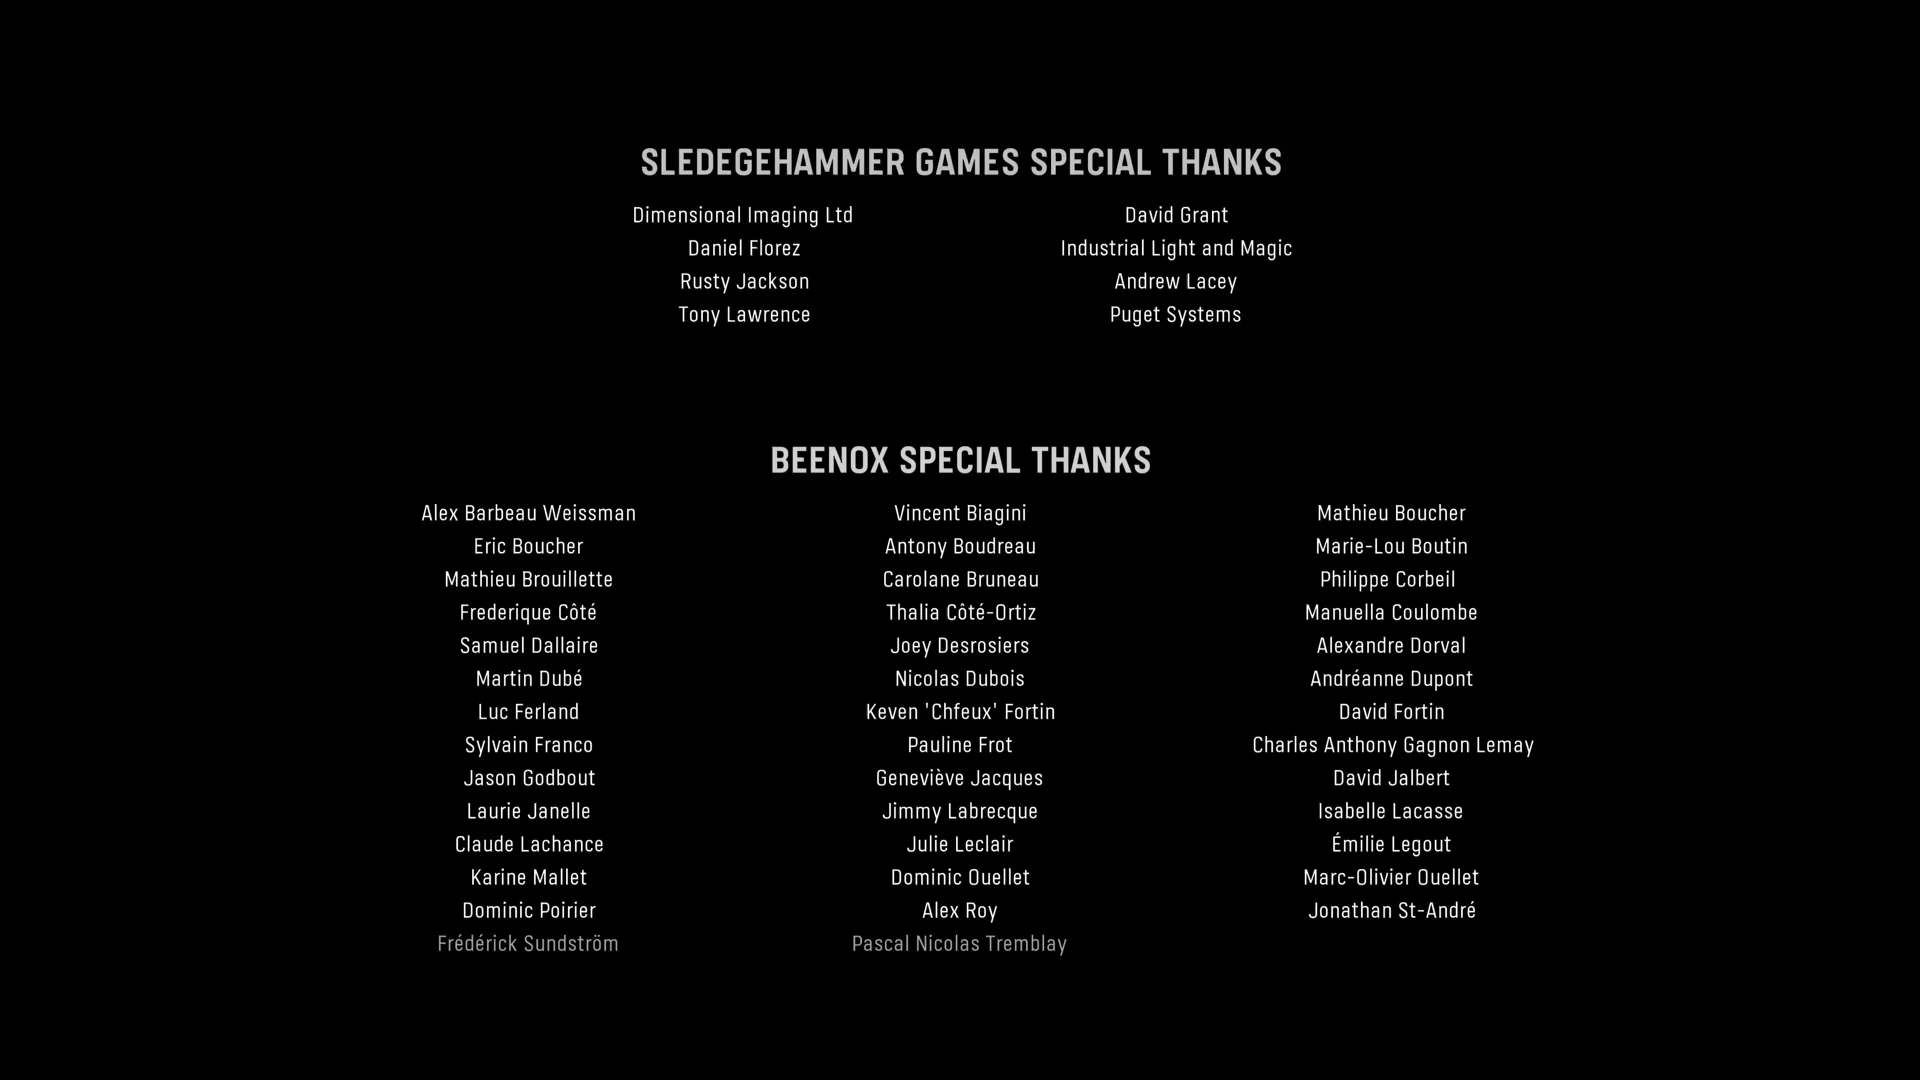 SLEDEGEHAMMER GAMES SPECIAL THANKS
Dimensional Imaging Ltd David Grant
Daniel Florez Industrial Light and Magic
Rusty Jackson Andrew Lacey
Tony Lawrence Puget Systems
BEENOX SPECIAL THANKS
Alex Barbeau Weissman Vincent Biagini Mathieu Boucher
Eric Boucher Antony Boudreau Marie-Lou Boutin
Mathieu Brouillette Carolane Bruneau Philippe Corbeil
Frederique Côté Thalia Côté-Ortiz Manuella Coulombe
Samuel Dallaire Joey Desrosiers Alexandre Dorval
Martin Dubé Nicolas Dubois Andréanne Dupont
Luc Ferland Keven 'Chfeux' Fortin David Fortin
Sylvain Franco Pauline Frot Charles Anthony Gagnon Lemay
Jason Godbout Geneviève Jacques David Jalbert
Laurie Janelle Jimmy Labrecque Isabelle Lacasse
Claude Lachance Julie Leclair Émilie Legout
Karine Mallet Dominic Ouellet Marc-Olivier Ouellet
Dominic Poirier Alex Roy Jonathan St-André
Frédérick Sundström Pascal Nicolas Tremblay